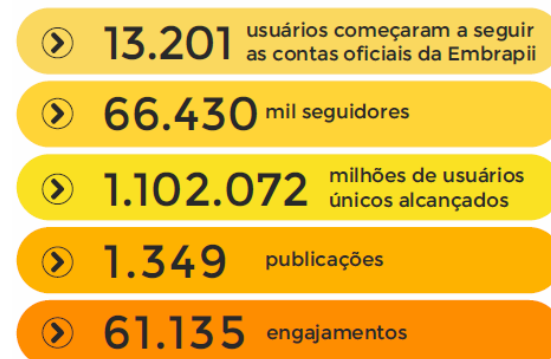 13.201 usuários começaram a seguir
as contas oficiais da Embrapii
66.430 mil seguidores
1.102.072 milhões de usuários
únicos alcançados
1.349 publicações
61.135 engajamentos